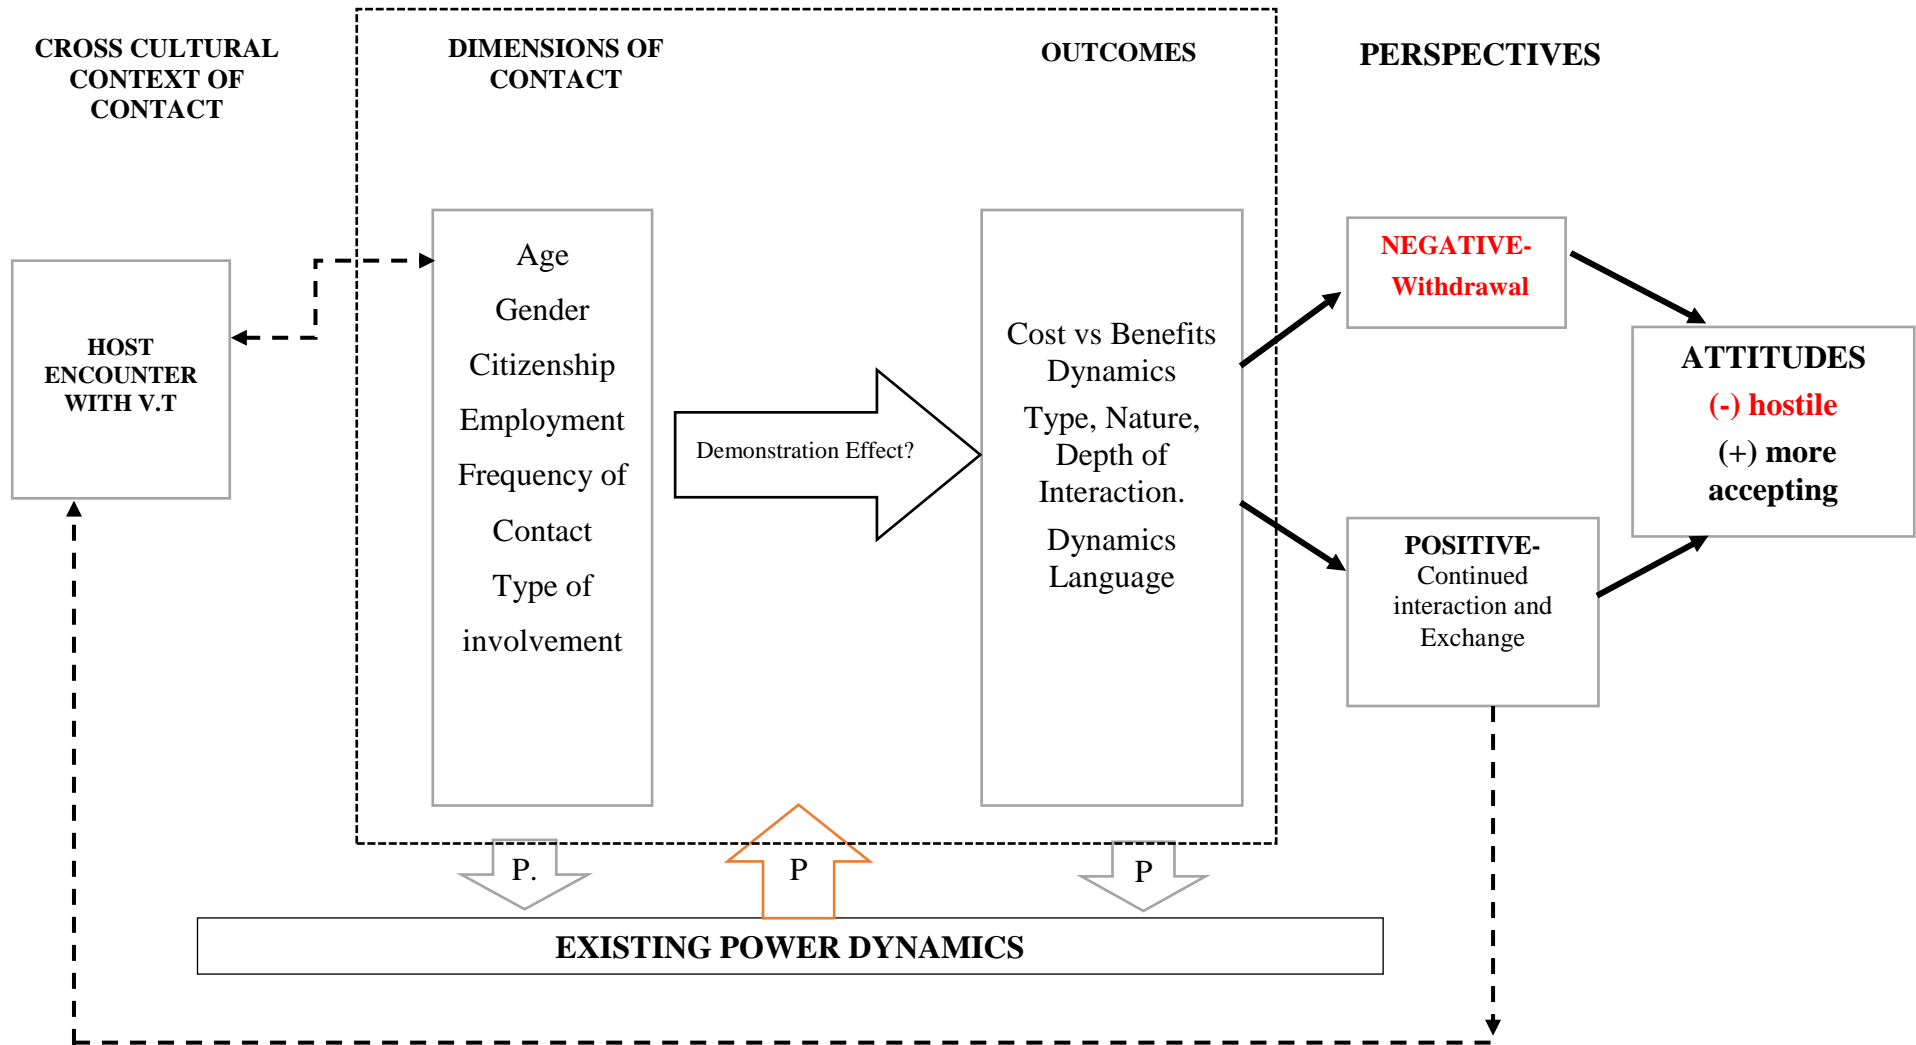 CROSS CULTURAL
CONTEXT OF
CONTACT
DIMENSIONS OF
CONTACT
OUTCOMES
PERSPECTIVES
HOST
ENCOUNTER
WITH V.T
Age
Gender
Citizenship
Employment
Frequency of
Contact
Type of
involvement
Demonstration Effect?
Cost vs Benefits
Dynamics
Type, Nature,
Depth of
Interaction.
Dynamics
Language
NEGATIVE-
Withdrawal
POSITIVE-
Continued
interaction and
Exchange
ATTITUDES
(-) hostile
(+) more
accepting
P.
P
P
EXISTING POWER DYNAMICS